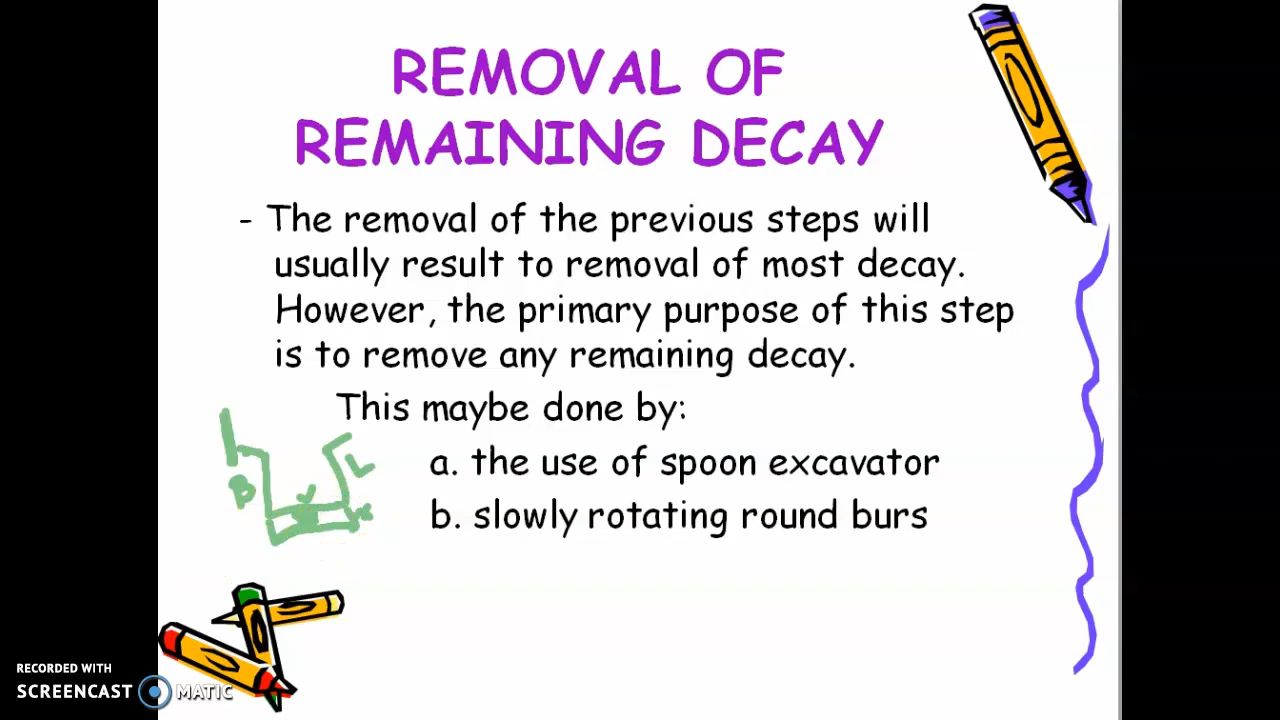 REMOVAL OF
REMAINING DECAY
- The removal of the previous steps will
usually result to removal of most decay.
However, the primary purpose of this step
is to remove any remaining decay.
This maybe done by:
a. the use of spoon excavator
b. slowly rotating round burs
B
L
RECORDED WITH
SCREENCAST MATIC